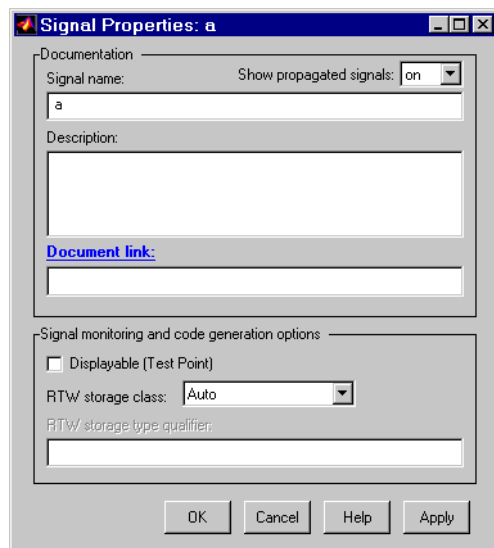 Signal Properties: a
Documentation
Signal name:
Show propagated signals: on
a
Description:
Document link:
Signal monitoring and code generation options
Displayable (Test Point)
RTW storage class: Auto
RTW storage type qualifier:
OK Cancel Help Apply